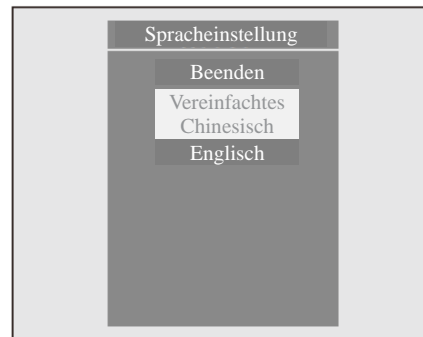 Spracheinstellung
Beenden
Vereinfachtes
Chinesisch
Englisch